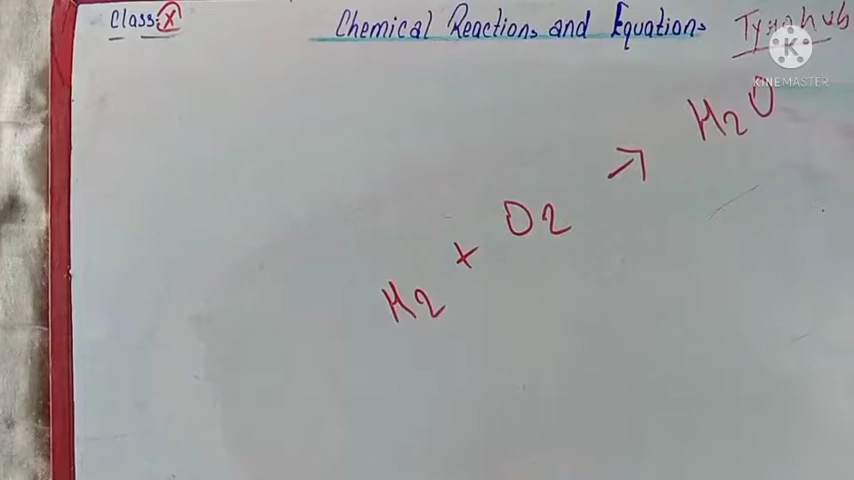 Class:- X
Chemical Reactions and Equations
KINEMASTER
H2 + O2 → H2O